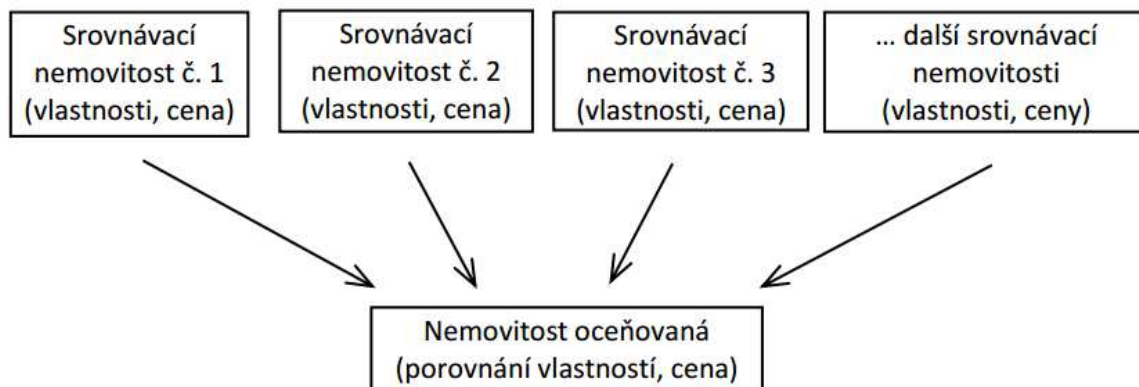 Srovnávací
nemovitost č. 1
(vlastnosti, cena)
Srovnávací
nemovitost č. 2
(vlastnosti, cena)
Srovnávací
nemovitost č. 3
(vlastnosti, cena)
... další srovnávací
nemovitosti
(vlastnosti, ceny)
Nemovitost oceňovaná
(porovnání vlastností, cena)